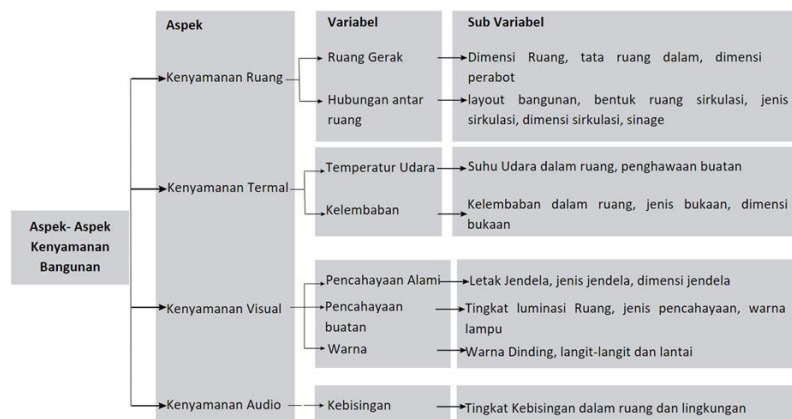 Aspek
Variabel
Sub Variabel
Aspek- Aspek
Kenyamanan
Bangunan
Kenyamanan Ruang
Ruang Gerak
Dimensi Ruang, tata ruang dalam, dimensi
perabot
Hubungan antar
ruang
layout bangunan, bentuk ruang sirkulasi, jenis
sirkulasi, dimensi sirkulasi, sinage
Kenyamanan Termal
Temperatur Udara
Suhu Udara dalam ruang, penghawaan buatan
Kelembaban
Kelembaban dalam ruang, jenis bukaan, dimensi
bukaan
Kenyamanan Visual
Pencahayaan Alami
Letak Jendela, jenis jendela, dimensi jendela
Pencahayaan
buatan
Tingkat luminasi Ruang, jenis pencahayaan, warna
lampu
Warna
Warna Dinding, langit-langit dan lantai
Kenyamanan Audio
Kebisingan
Tingkat Kebisingan dalam ruang dan lingkungan